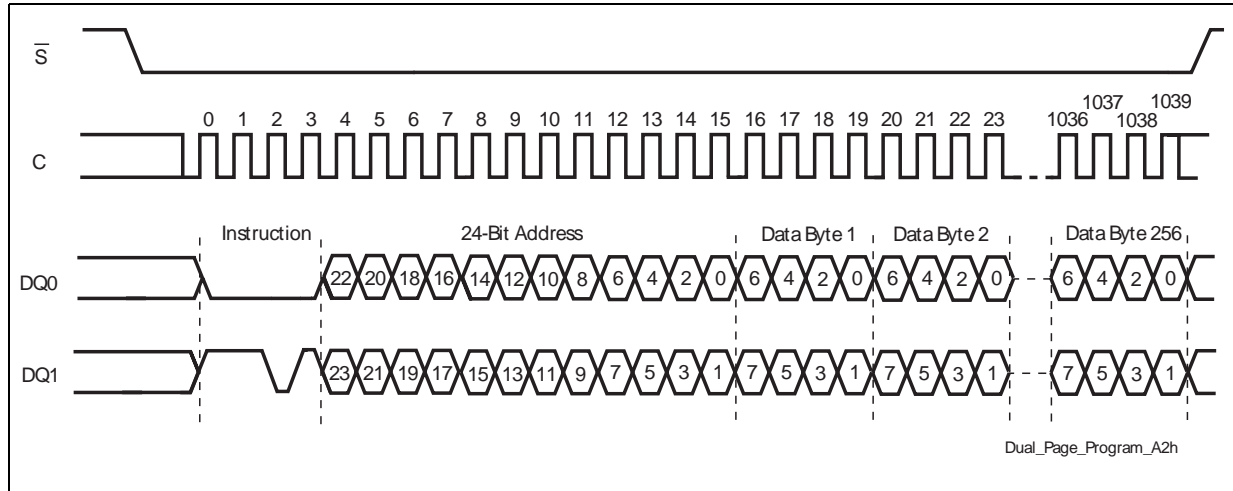 S
1037 1039
0 1 2 3 4 5 6 7 8 9 10 11 12 13 14 15 16 17 18 19 20 21 22 23 1036 1038
C
Instruction 24-Bit Address Data Byte 1 Data Byte 2 Data Byte 256
DQ0 22 20 18 16 14 12 10 8 6 4 2 0 6 4 2 0 6 4 2 0 6 4 2 0
DQ1 23 21 19 17 15 13 11 9 7 5 3 1 7 5 3 1 7 5 3 1 7 5 3 1
Dual_Page_Program_A2h